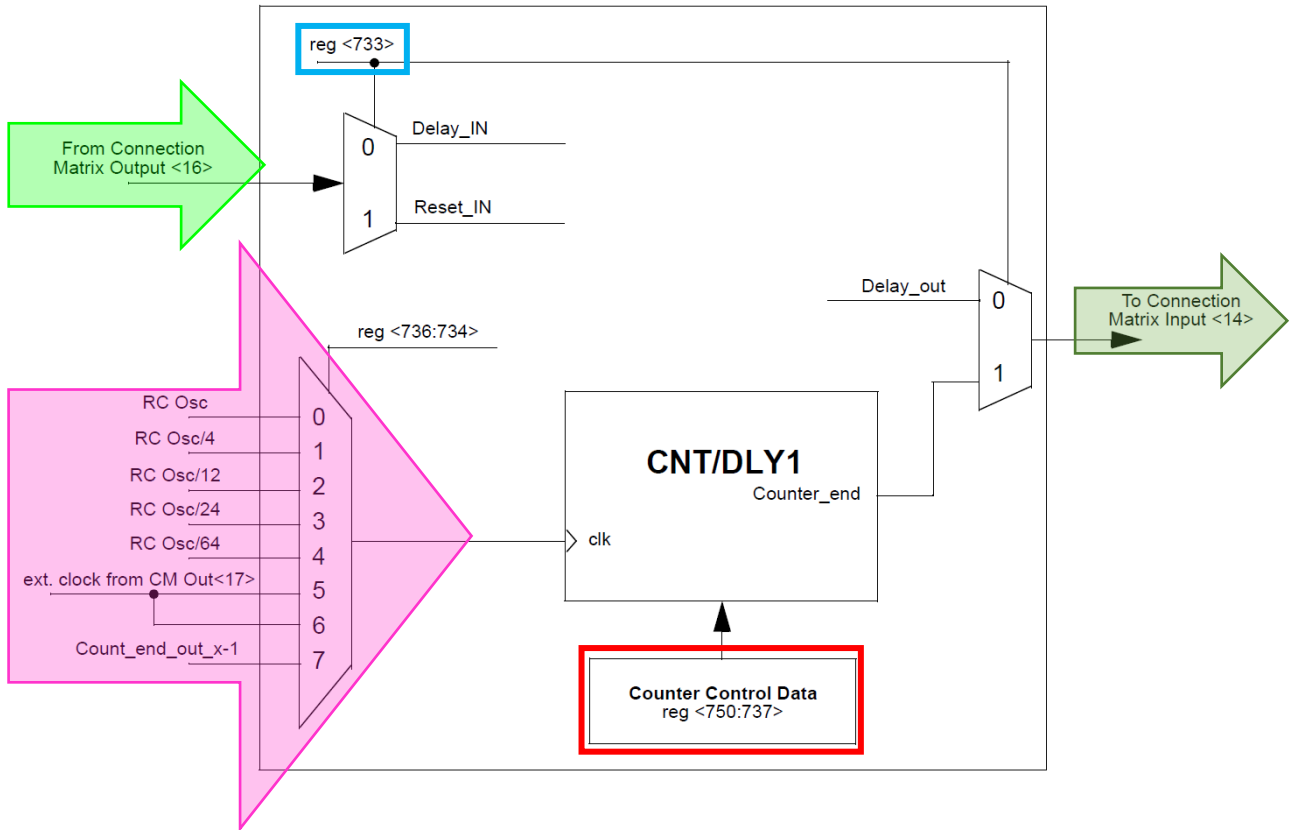 reg <733>
From Connection
Matrix Output <16>
0
Delay_IN
1
Reset_IN
Delay_out
0
1
To Connection
Matrix Input <14>
reg <736:734>
RC Osc
0
RC Osc/4
1
RC Osc/12
2
RC Osc/24
3
RC Osc/64
4
ext. clock from CM Out<17>
5
6
Count_end_out_x-1
7
CNT/DLY1
Counter_end
clk
Counter Control Data
reg <750:737>